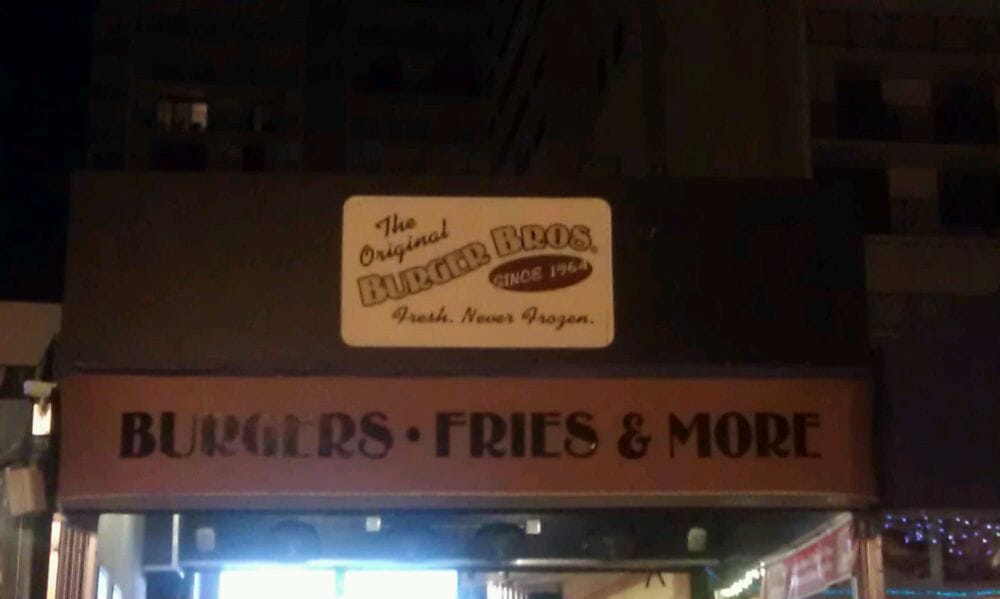 The
Original
BURGER BROS.
SINCE 1964
Fresh. Never Frozen.
BURGERS • FRIES & MORE